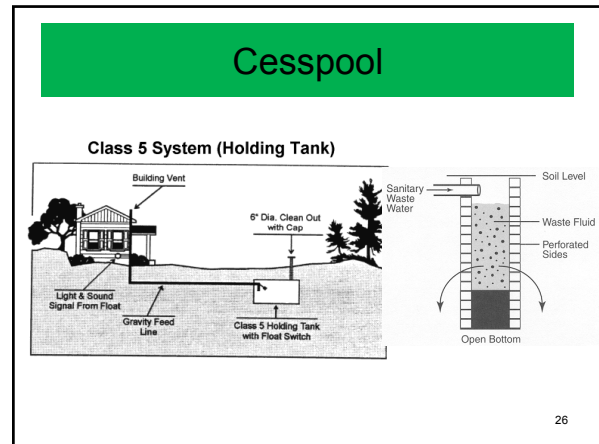 Cesspool
Class 5 System (Holding Tank)
Building Vent
6" Dia. Clean Out
with Cap
Light & Sound
Signal From Float
Gravity Feed
Line
Class 5 Holding Tank
with Float Switch
Soil Level
Sanitary
Waste
Water
Waste Fluid
Perforated
Sides
Open Bottom
26